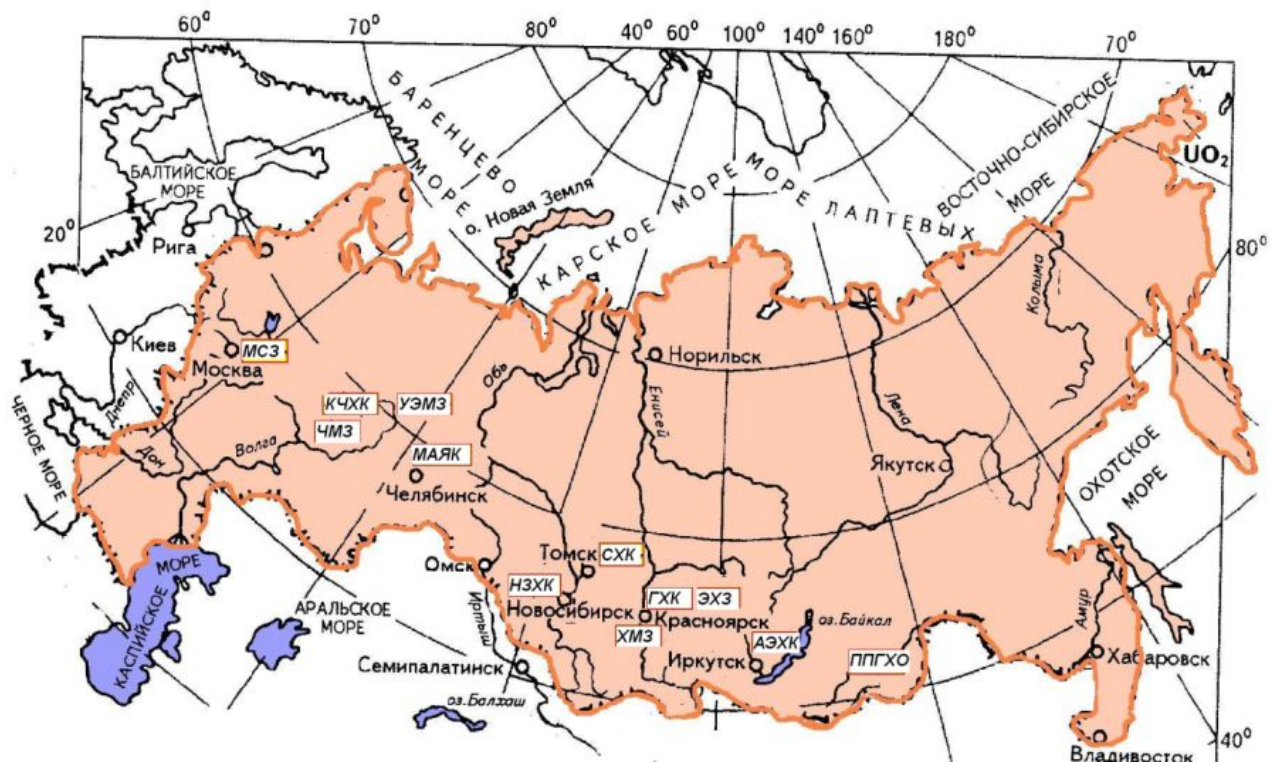 60°
70°
80°
40°
60°
100°
140°
160°
180°
70°
БАРЕНЦЕВО
МОРЕ
о. Новая Земля
КАРСКОЕ МОРЕ
МОРЕ ЛАПТЕВЫХ
ВОСТОЧНО-СИБИРСКОЕ
МОРЕ
UO₂
БАЛТИЙСКОЕ
МОРЕ
20°
Рига
80°
Колыма
Киев
МСЗ
Москва
Норильск
Обь
Енисей
Лена
Днепр
ЧЕРНОЕ МОРЕ
Дон
Волга
КЧХК
УЭМЗ
ЧМЗ
МАЯК
Челябинск
Якутск
ОХОТСКОЕ
МОРЕ
Омск
Томск
СХК
НЗХК
Новосибирск
ГХК
ЭХЗ
Красноярск
ХМЗ
оз.Байкал
АЭХК
Иркутск
ППГХО
Амур
Хабаровск
КАСПИЙСКОЕ
МОРЕ
АРАЛЬСКОЕ
МОРЕ
Иртыш
Семипалатинск
оз.Балхаш
40°
Владивосток